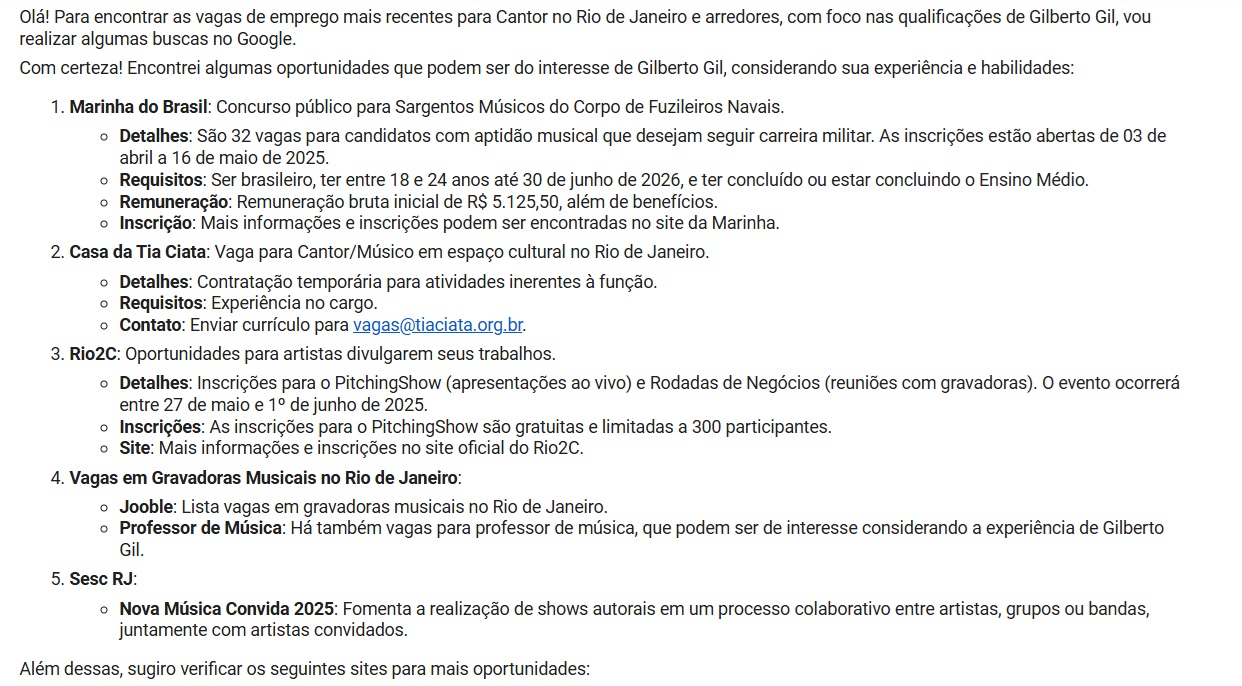 Olá! Para encontrar as vagas de emprego mais recentes para Cantor no Rio de Janeiro e arredores, com foco nas qualificações de Gilberto Gil, vou
realizar algumas buscas no Google.
Com certeza! Encontrei algumas oportunidades que podem ser do interesse de Gilberto Gil, considerando sua experiência e habilidades:
1. Marinha do Brasil: Concurso público para Sargentos Músicos do Corpo de Fuzileiros Navais.
○ Detalhes: São 32 vagas para candidatos com aptidão musical que desejam seguir carreira militar. As inscrições estão abertas de 03 de
abril a 16 de maio de 2025.
○ Requisitos: Ser brasileiro, ter entre 18 e 24 anos até 30 de junho de 2026, e ter concluído ou estar concluindo o Ensino Médio.
○ Remuneração: Remuneração bruta inicial de R$ 5.125,50, além de benefícios.
○ Inscrição: Mais informações e inscrições podem ser encontradas no site da Marinha.
2. Casa da Tia Ciata: Vaga para Cantor/Músico em espaço cultural no Rio de Janeiro.
○ Detalhes: Contratação temporária para atividades inerentes à função.
○ Requisitos: Experiência no cargo.
○ Contato: Enviar currículo para vagas@tiaciata.org.br.
3. Rio2C: Oportunidades para artistas divulgarem seus trabalhos.
○ Detalhes: Inscrições para o PitchingShow (apresentações ao vivo) e Rodadas de Negócios (reuniões com gravadoras). O evento ocorrerá
entre 27 de maio e 1º de junho de 2025.
○ Inscrições: As inscrições para o PitchingShow são gratuitas e limitadas a 300 participantes.
○ Site: Mais informações e inscrições no site oficial do Rio2C.
4. Vagas em Gravadoras Musicais no Rio de Janeiro:
○ Jooble: Lista vagas em gravadoras musicais no Rio de Janeiro.
○ Professor de Música: Há também vagas para professor de música, que podem ser de interesse considerando a experiência de Gilberto
Gil.
5. Sesc RJ:
○ Nova Música Convida 2025: Fomenta a realização de shows autorais em um processo colaborativo entre artistas, grupos ou bandas,
juntamente com artistas convidados.
Além dessas, sugiro verificar os seguintes sites para mais oportunidades: